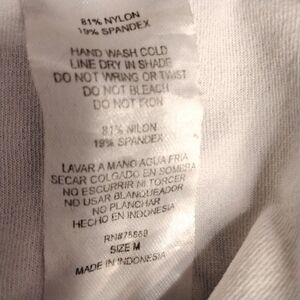 81% NYLON
19% SPANDEX
HAND WASH COLD
LINE DRY IN SHADE
DO NOT WRING OR TWIST
DO NOT BLEACH
DO NOT IRON
81% NILON
19% SPANDEX
LAVAR A MANO AGUA FRIA
SECAR COLGADO EN SOMBRA
NO ESCURRIR NI TORCER
NO USAR BLANQUEADOR
NO PLANCHAR
HECHO EN INDONESIA
SIZE M
MADE IN INDONESIA